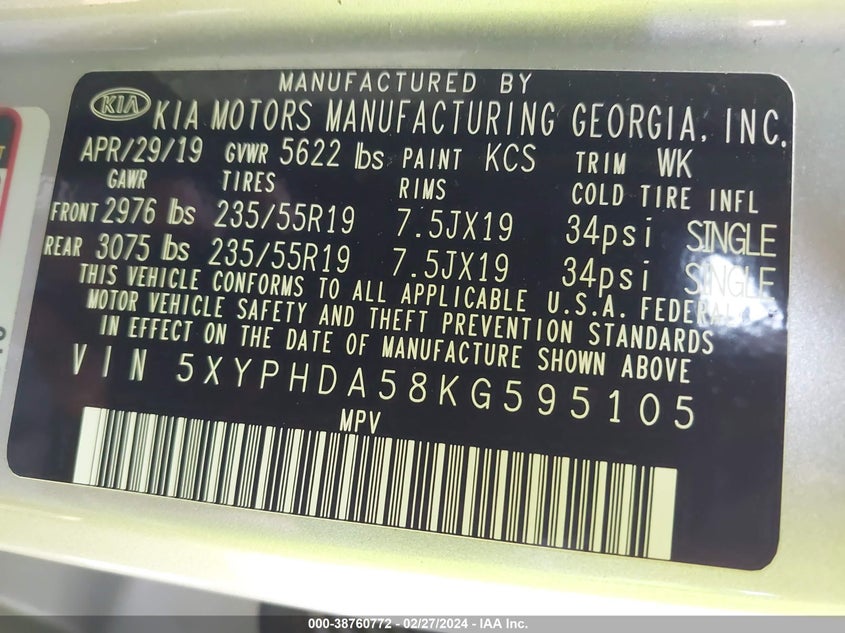 MANUFACTURED BY
KIA KIA MOTORS MANUFACTURING GEORGIA, INC.
APR/29/19 GVWR 5622 lbs PAINT KCS TRIM WK
GAWR TIRES RIMS COLD TIRE INFL
FRONT 2976 lbs 235/55R19 7.5JX19 34psi SINGLE
REAR 3075 lbs 235/55R19 7.5JX19 34psi SINGLE
THIS VEHICLE CONFORMS TO ALL APPLICABLE U.S.A. FEDERAL
MOTOR VEHICLE SAFETY AND THEFT PREVENTION STANDARDS
IN EFFECT ON THE DATE OF MANUFACTURE SHOWN ABOVE
VIN 5XYPHDA58KG595105
MPV
000-38760772 - 02/27/2024 - IAA Inc.